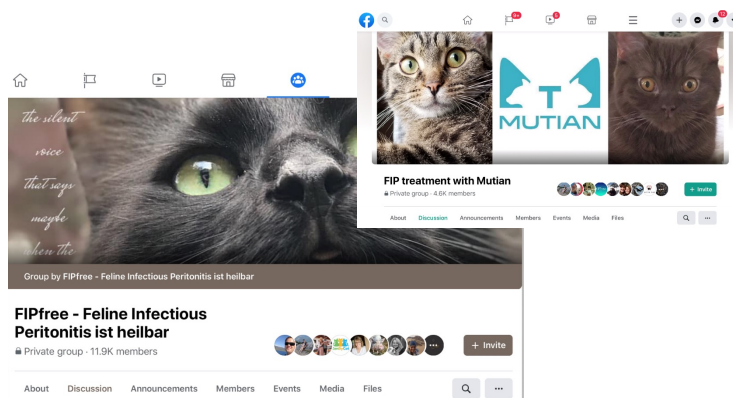 the silent
voice
that says
maybe
when the
Group by FIPfree - Feline Infectious Peritonitis ist heilbar
FIPfree - Feline Infectious
Peritonitis ist heilbar
Private group · 11.9K members
+ Invite
About Discussion Announcements Members Events Media Files
9+
5
12
MUTIAN
FIP treatment with Mutian
Private group · 4.6K members
+ Invite
About Discussion Announcements Members Events Media Files